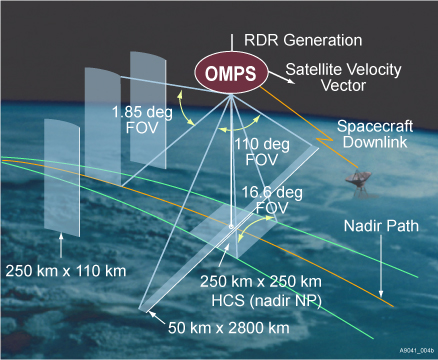 RDR Generation
OMPS
Satellite Velocity
Vector
1.85 deg
FOV
110 deg
FOV
Spacecraft
Downlink
16.6 deg
FOV
Nadir Path
250 km x 110 km
250 km x 250 km
HCS (nadir NP)
50 km x 2800 km
A9041_004b